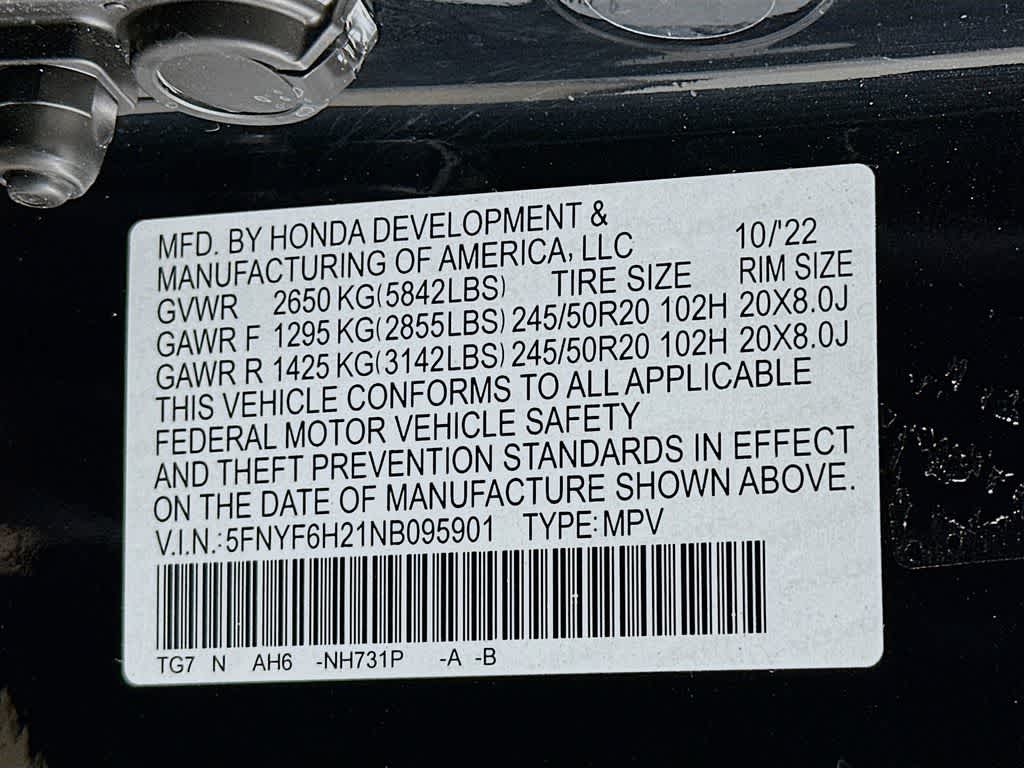 MFD. BY HONDA DEVELOPMENT &
MANUFACTURING OF AMERICA, LLC 10/'22
GVWR 2650 KG(5842LBS) TIRE SIZE RIM SIZE
GAWR F 1295 KG(2855LBS) 245/50R20 102H 20X8.0J
GAWR R 1425 KG(3142LBS) 245/50R20 102H 20X8.0J
THIS VEHICLE CONFORMS TO ALL APPLICABLE
FEDERAL MOTOR VEHICLE SAFETY
AND THEFT PREVENTION STANDARDS IN EFFECT
ON THE DATE OF MANUFACTURE SHOWN ABOVE.
V.I.N.:5FNYF6H21NB095901 TYPE:MPV
TG7 N AH6 -NH731P -A -B